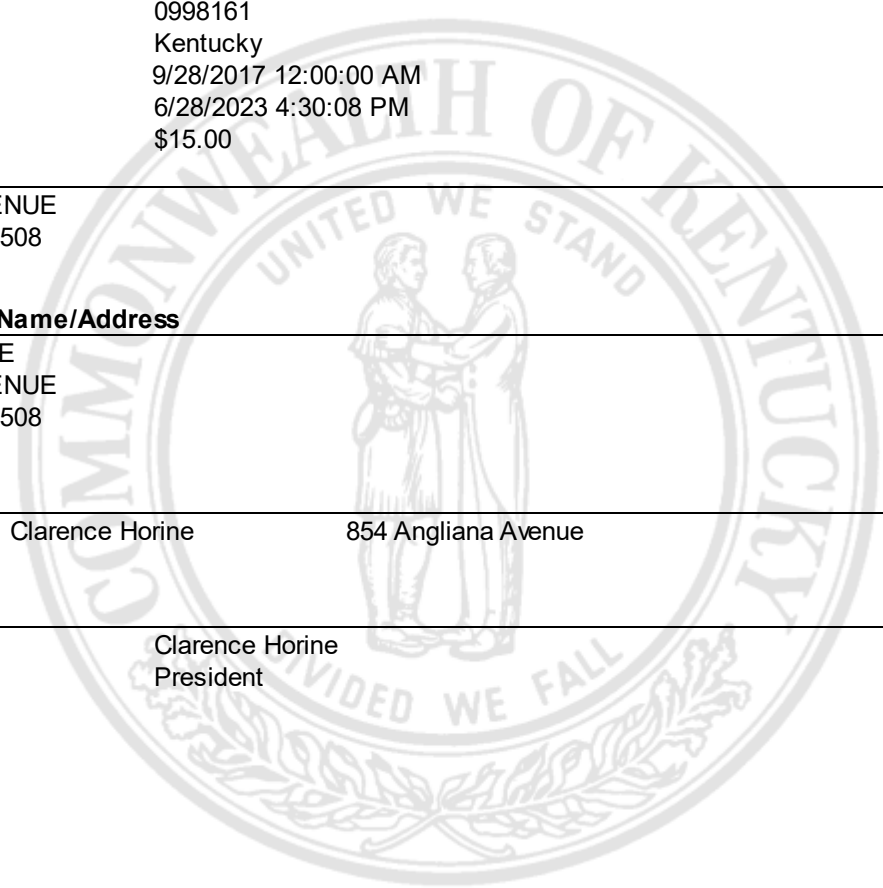 0998161
Kentucky
9/28/2017 12:00:00 AM
6/28/2023 4:30:08 PM
$15.00
ENUE
508
Name/Address
E
ENUE
508
Clarence Horine 854 Angliana Avenue
Clarence Horine
President
COMMONWEALTH OF KENTUCKY
UNITED WE STAND
DIVIDED WE FALL